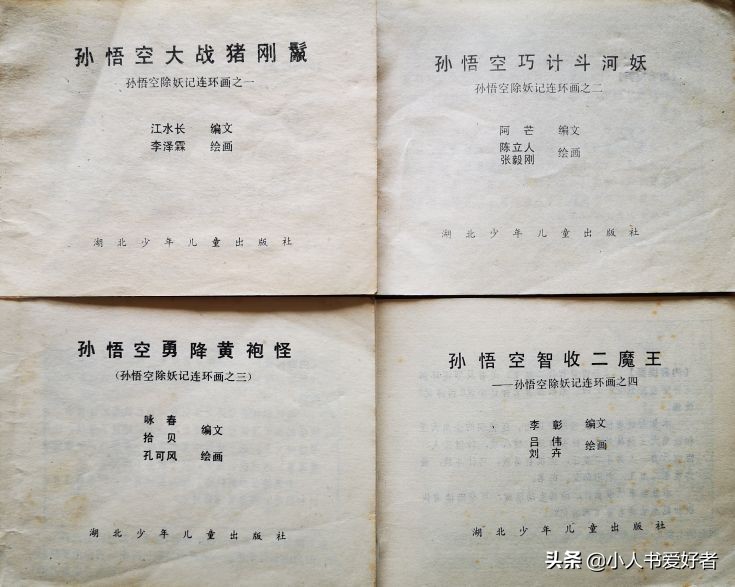 孙悟空大战猪刚鬣
孙悟空除妖记连环画之一
江水长 编文
李泽霖 绘画
湖北少年儿童出版社
孙悟空巧计斗河妖
孙悟空除妖记连环画之二
阿芒 编文
陈立人
张毅刚 绘画
湖北少年儿童出版社
孙悟空勇降黄袍怪
(孙悟空除妖记连环画之三)
咏春
拾贝 编文
孔可风 绘画
湖北少年儿童出版社
孙悟空智收二魔王
——孙悟空除妖记连环画之四
李彰 编文
吕伟
刘卉 绘画
湖北少年儿童出版社
头条 @小人书爱好者